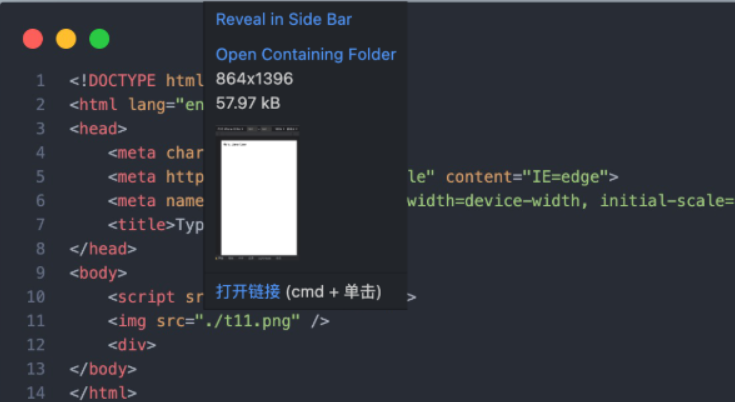 Reveal in Side Bar
Open Containing Folder
864x1396
57.97 kB
打开链接 (cmd + 单击)
1 <!DOCTYPE html
2 <html lang="en
3 <head>
4 <meta char
5 <meta http le" content="IE=edge">
6 <meta name width=device-width, initial-scale=
7 <title>Typ
8 </head>
9 <body>
10 <script sr >
11 <img src="./t11.png" />
12 <div>
13 </body>
14 </html>